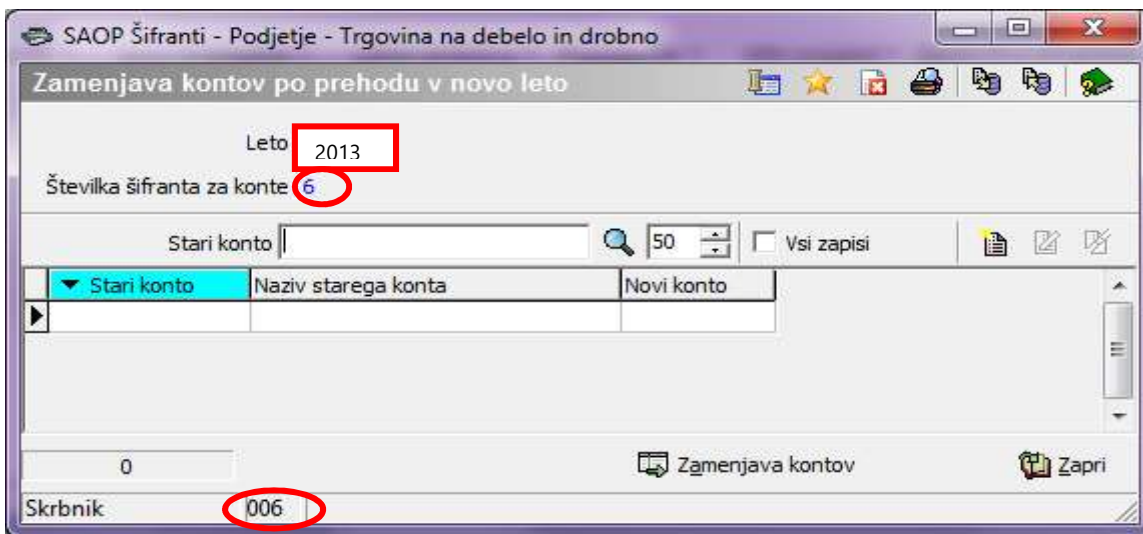 SAOP Šifranti - Podjetje - Trgovina na debelo in drobno
Zamenjava kontov po prehodu v novo leto
Leto 2013
Številka šifranta za konte 6
Stari konto 50 Vsi zapisi
Stari konto Naziv starega konta Novi konto
0 Zamenjava kontov Zapri
Skrbnik 006